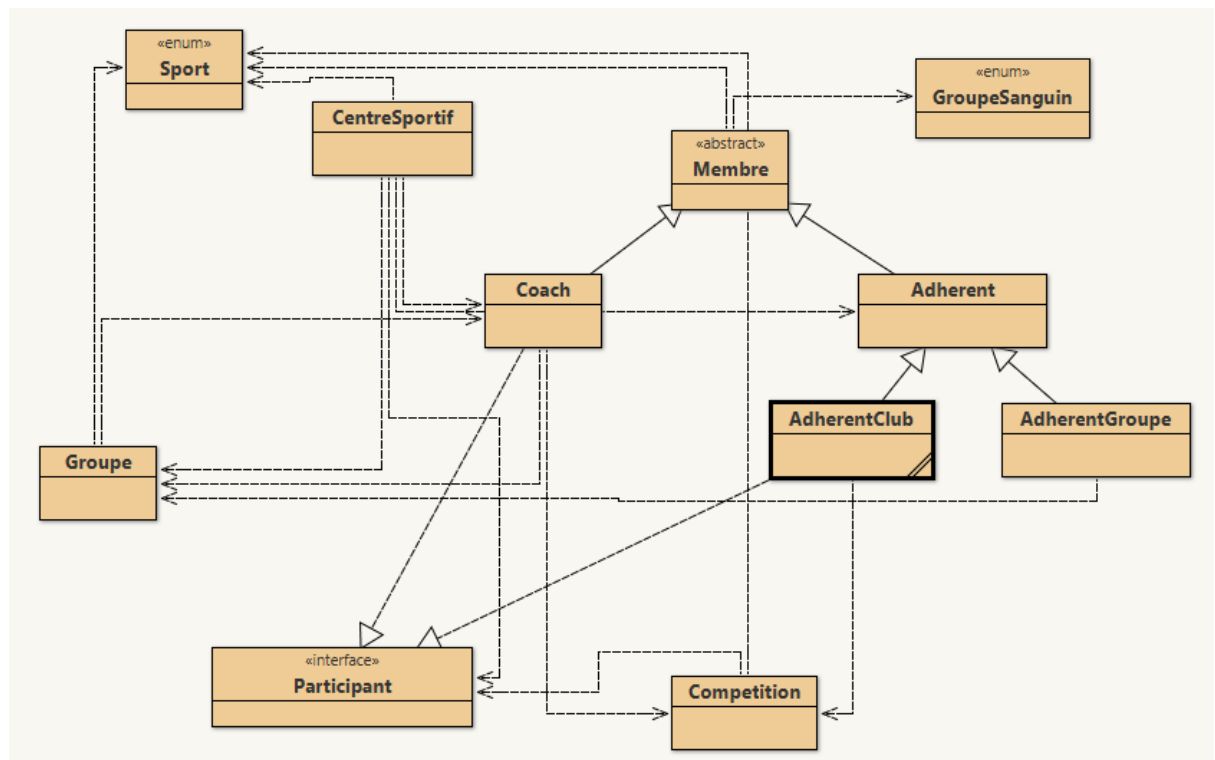 «enum»
Sport
«enum»
GroupeSanguin
CentreSportif
«abstract»
Membre
Coach
Adherent
AdherentClub
AdherentGroupe
Groupe
«interface»
Participant
Competition